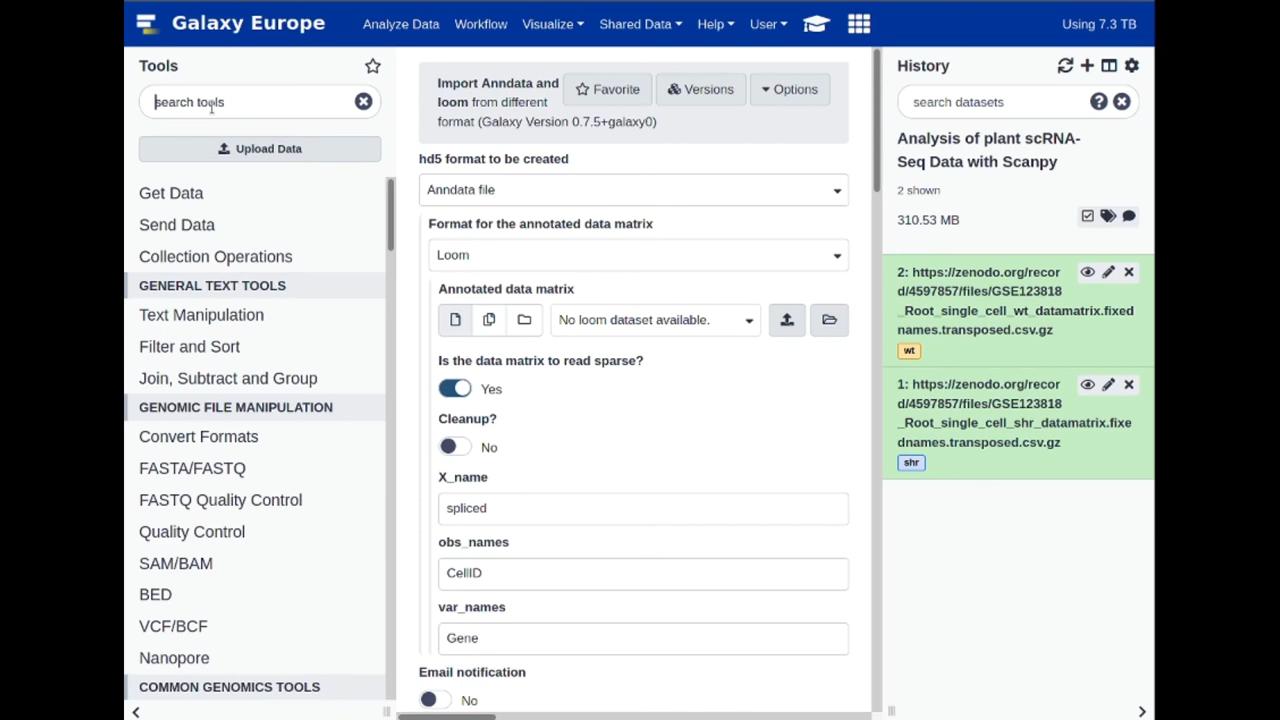 Galaxy Europe
Analyze Data
Workflow
Visualize
Shared Data
Help
User
Using 7.3 TB
Tools
search tools
Upload Data
Get Data
Send Data
Collection Operations
GENERAL TEXT TOOLS
Text Manipulation
Filter and Sort
Join, Subtract and Group
GENOMIC FILE MANIPULATION
Convert Formats
FASTA/FASTQ
FASTQ Quality Control
Quality Control
SAM/BAM
BED
VCF/BCF
Nanopore
COMMON GENOMICS TOOLS
Import Anndata and
loom from different
format (Galaxy Version 0.7.5+galaxy0)
Favorite
Versions
Options
hd5 format to be created
Anndata file
Format for the annotated data matrix
Loom
Annotated data matrix
No loom dataset available.
Is the data matrix to read sparse?
Yes
Cleanup?
No
X_name
spliced
obs_names
CellID
var_names
Gene
Email notification
No
History
search datasets
Analysis of plant scRNA-
Seq Data with Scanpy
2 shown
310.53 MB
2: https://zenodo.org/recor
d/4597857/files/GSE123818
_Root_single_cell_wt_datamatrix.fixed
names.transposed.csv.gz
wt
1: https://zenodo.org/recor
d/4597857/files/GSE123818
_Root_single_cell_shr_datamatrix.fixe
dnames.transposed.csv.gz
shr